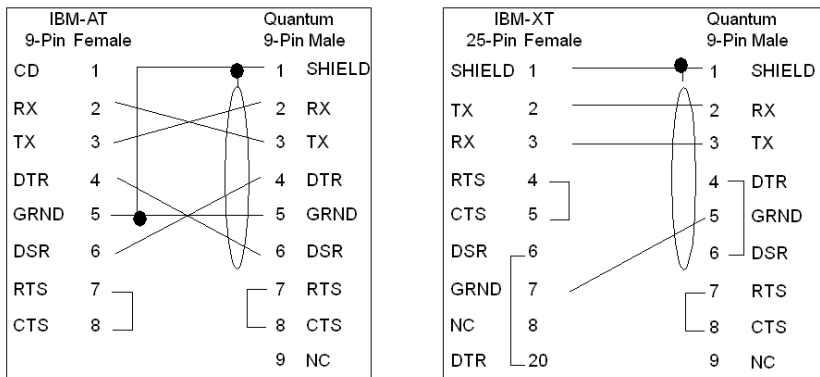 IBM-AT Quantum
9-Pin Female 9-Pin Male
CD 1 1 SHIELD
RX 2 2 RX
TX 3 3 TX
DTR 4 4 DTR
GRND 5 5 GRND
DSR 6 6 DSR
RTS 7 7 RTS
CTS 8 8 CTS
9 NC
IBM-XT Quantum
25-Pin Female 9-Pin Male
SHIELD 1 1 SHIELD
TX 2 2 RX
RX 3 3 TX
RTS 4 4 DTR
CTS 5 5 GRND
DSR 6 6 DSR
GRND 7 7 RTS
NC 8 8 CTS
DTR 20 9 NC